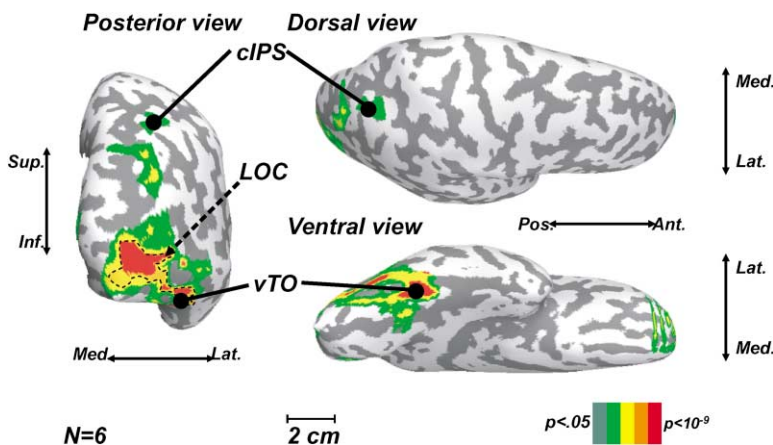 Posterior view
Dorsal view
cIPS
Med.
Lat.
Sup.
Inf.
LOC
Pos.
Ant.
Ventral view
vTO
Lat.
Med.
Med.
Lat.
N=6
2 cm
p<.05
p<10⁻⁹